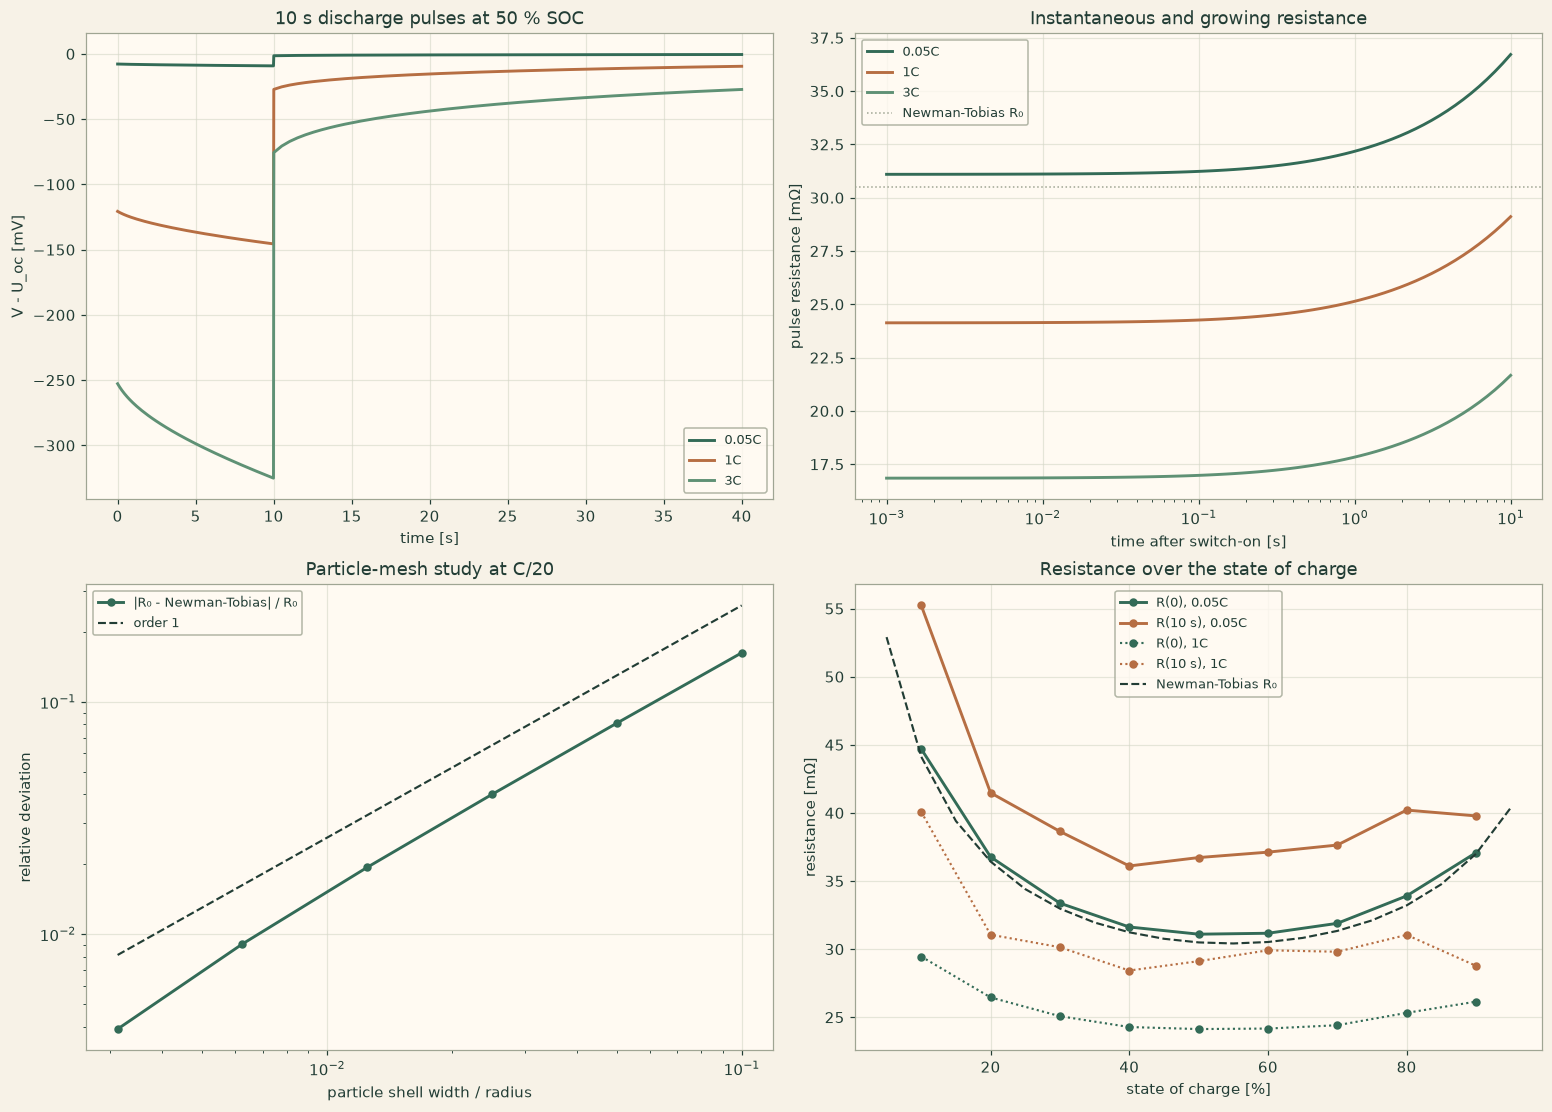 10 s discharge pulses at 50 % SOC
V - U_oc [mV]
0
−50
−100
−150
−200
−250
−300
0.05C
1C
3C
0 5 10 15 20 25 30 35 40
time [s]
Instantaneous and growing resistance
pulse resistance [mΩ]
37.5
35.0
32.5
30.0
27.5
25.0
22.5
20.0
17.5
0.05C
1C
3C
Newman-Tobias R₀
10⁻³ 10⁻² 10⁻¹ 10⁰ 10¹
time after switch-on [s]
Particle-mesh study at C/20
relative deviation
10⁻¹
10⁻²
|R₀ - Newman-Tobias| / R₀
order 1
10⁻² 10⁻¹
particle shell width / radius
Resistance over the state of charge
resistance [mΩ]
55
50
45
40
35
30
25
R(0), 0.05C
R(10 s), 0.05C
R(0), 1C
R(10 s), 1C
Newman-Tobias R₀
20 40 60 80
state of charge [%]